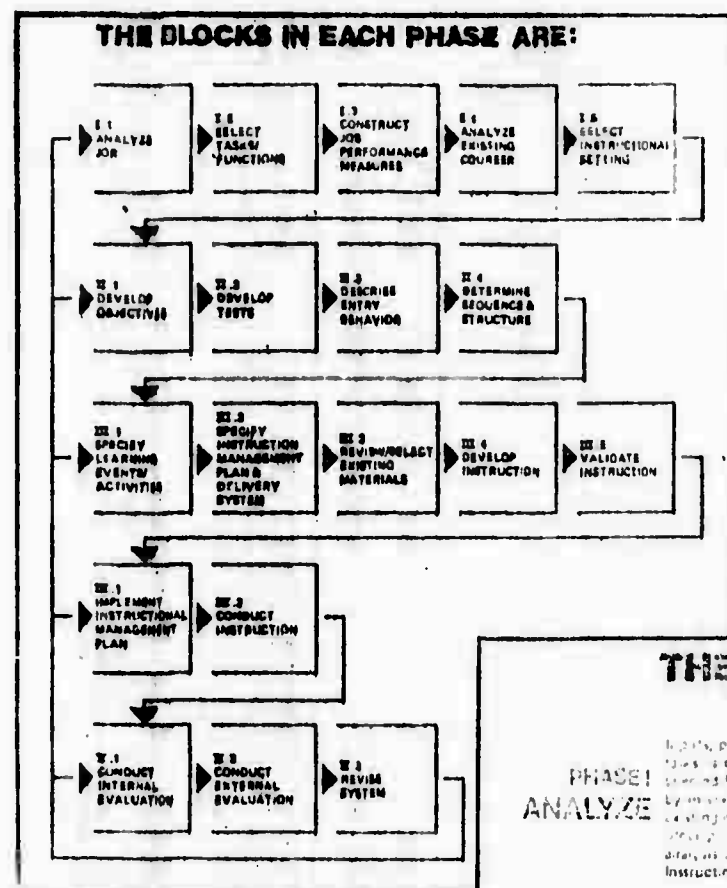 THE BLOCKS IN EACH PHASE ARE:
I.1
ANALYZE
JOB
I.2
SELECT
TASKS/
FUNCTIONS
I.3
CONSTRUCT
JOB
PERFORMANCE
MEASURES
I.4
ANALYZE
EXISTING
COURSES
I.5
SELECT
INSTRUCTIONAL
SETTING
II.1
DEVELOP
OBJECTIVES
II.2
DEVELOP
TESTS
II.3
DESCRIBE
ENTRY
BEHAVIOR
II.4
DETERMINE
SEQUENCE &
STRUCTURE
III.1
SPECIFY
LEARNING
EVENTS/
ACTIVITIES
III.2
SPECIFY
INSTRUCTION
MANAGEMENT
PLAN &
DELIVERY
SYSTEM
III.3
REVIEW/SELECT
EXISTING
MATERIALS
III.4
DEVELOP
INSTRUCTION
III.5
VALIDATE
INSTRUCTION
.1
IMPLEMENT
INSTRUCTIONAL
MANAGEMENT
PLAN
.2
CONDUCT
INSTRUCTION
.1
CONDUCT
INTERNAL
EVALUATION
.2
CONDUCT
EXTERNAL
EVALUATION
.3
REVISE
SYSTEM
THE
PHASE I
ANALYZE